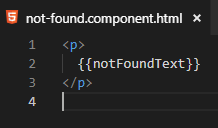 not-found.component.html
1 <p>
2 {{notFoundText}}
3 </p>
4